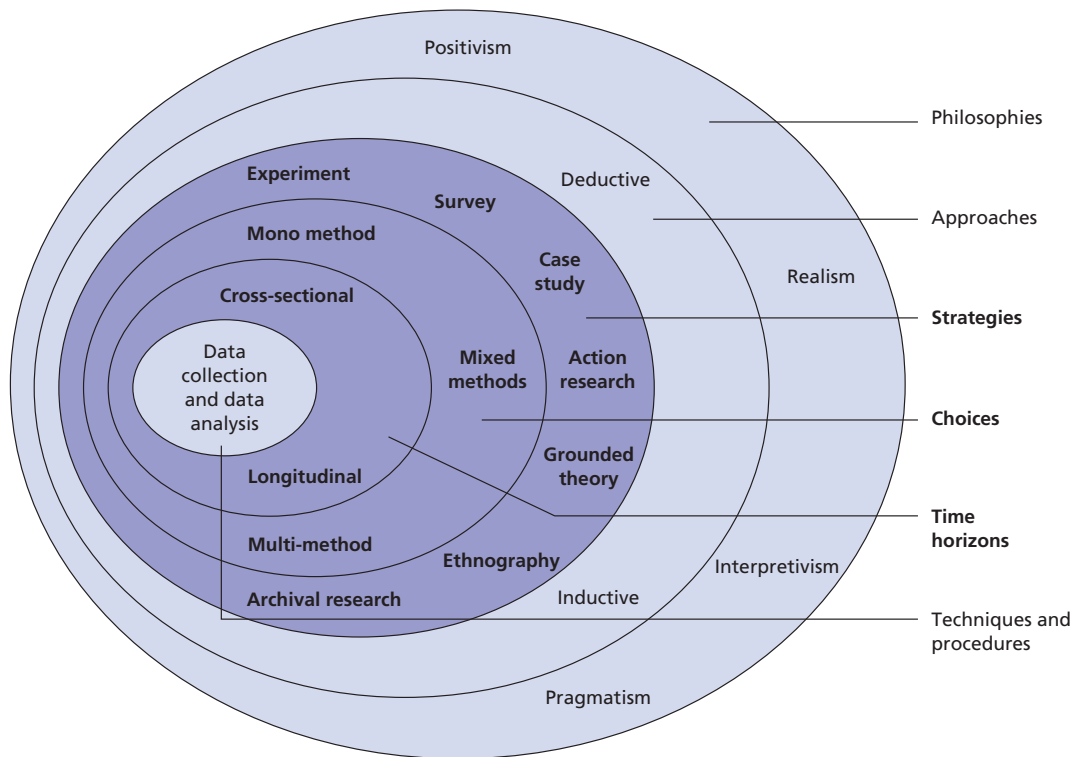 Positivism
Philosophies
Deductive
Approaches
Experiment
Survey
Mono method
Case
study
Realism
Cross-sectional
Strategies
Data
collection
and data
analysis
Mixed
methods
Action
research
Choices
Grounded
theory
Longitudinal
Time
horizons
Multi-method
Ethnography
Interpretivism
Archival research
Inductive
Techniques and
procedures
Pragmatism